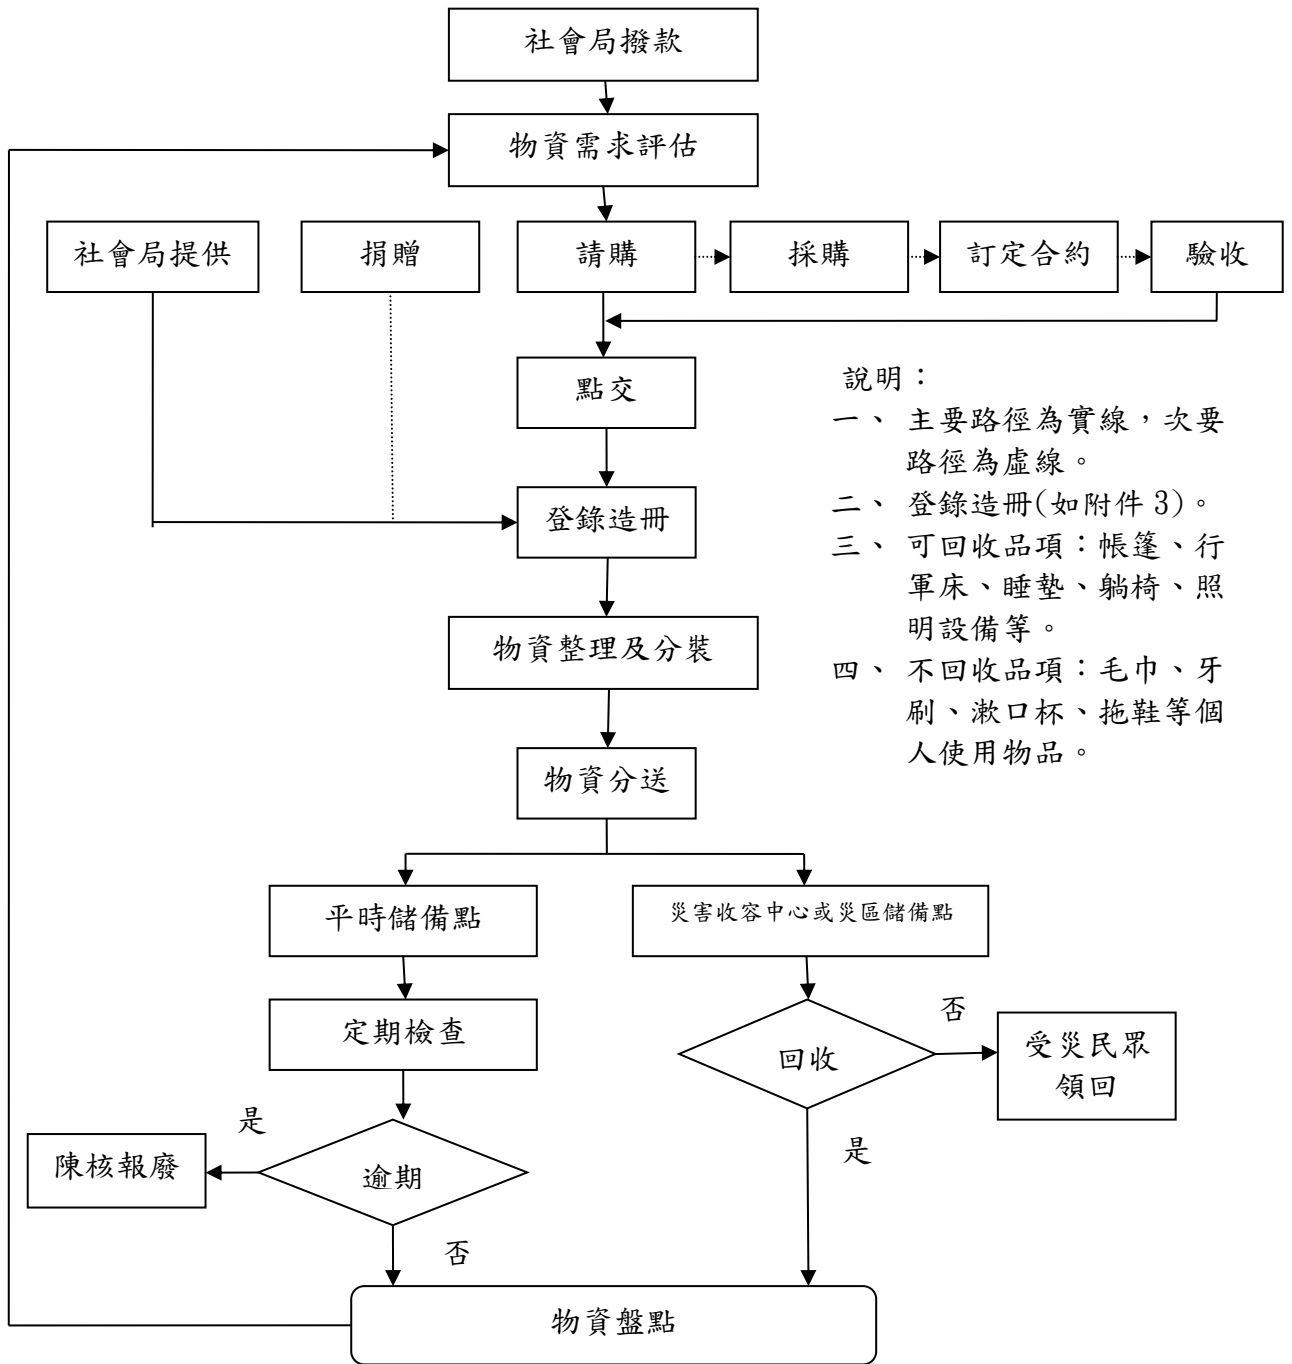 社會局撥款
物資需求評估
社會局提供
捐贈
請購
採購
訂定合約
驗收
點交
說明：
一、 主要路徑為實線，次要
路徑為虛線。
二、 登錄造冊(如附件 3)。
三、 可回收品項：帳篷、行
軍床、睡墊、躺椅、照
明設備等。
四、 不回收品項：毛巾、牙
刷、漱口杯、拖鞋等個
人使用物品。
登錄造冊
物資整理及分裝
物資分送
平時儲備點
災害收容中心或災區儲備點
定期檢查
回收
否
受災民眾
領回
是
陳核報廢
逾期
是
否
物資盤點